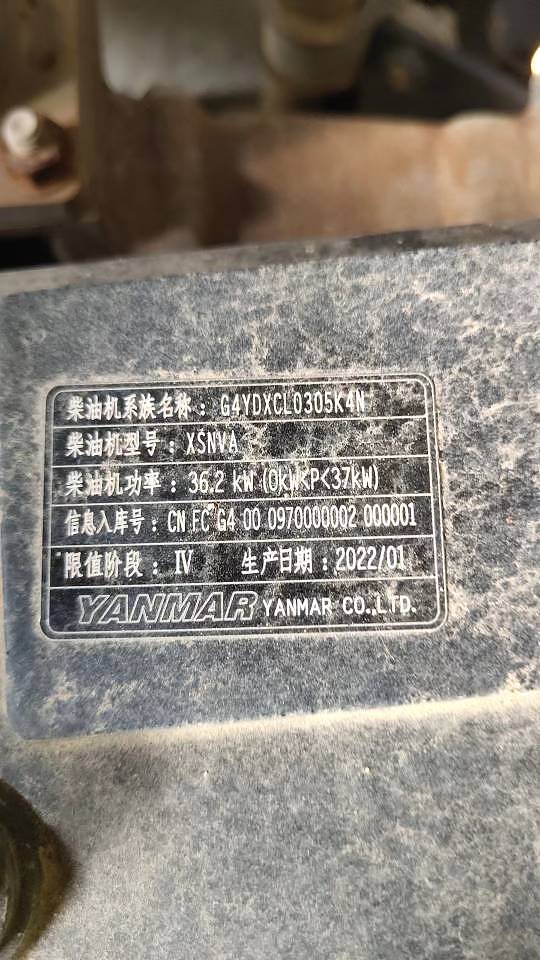 柴油机系族名称：G4YDXCL0305K4N
柴油机型号：XSNVA
柴油机功率：36.2 kW (0kW<P<37kW)
信息入库号：CN FC G4 00 0970000002 000001
限值阶段：Ⅳ 生产日期：2022/01
YANMAR YANMAR CO.,LTD.